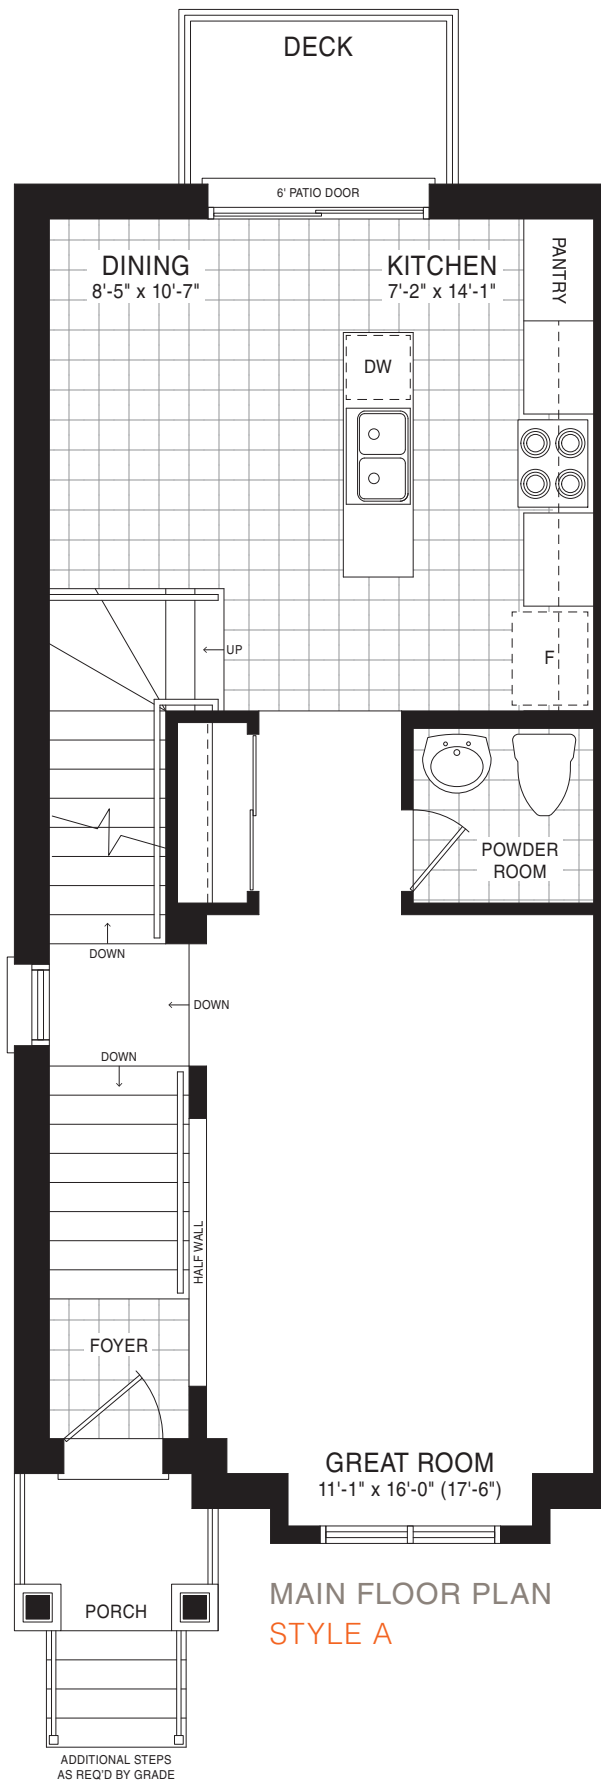 DECK
6' PATIO DOOR
DINING
8'-5" x 10'-7"
KITCHEN
7'-2" x 14'-1"
PANTRY
DW
UP
F
POWDER
ROOM
DOWN
DOWN
DOWN
HALF WALL
FOYER
GREAT ROOM
11'-1" x 16'-0" (17'-6")
PORCH
MAIN FLOOR PLAN
STYLE A
ADDITIONAL STEPS
AS REQ'D BY GRADE